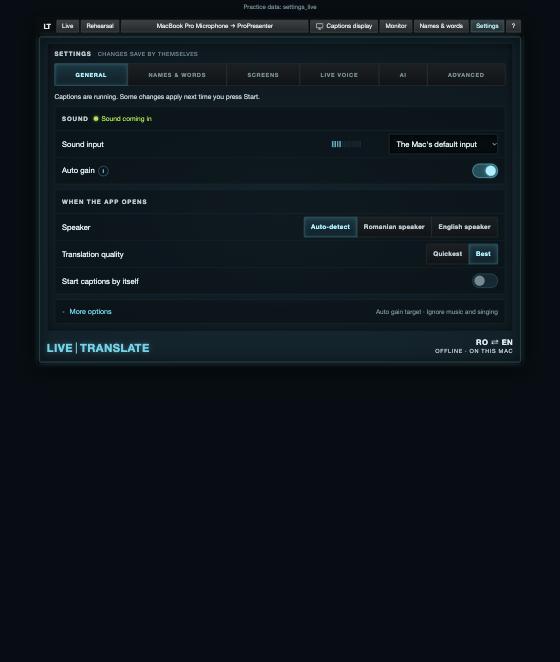 Practice data: settings_live
LT Live Rehearsal MacBook Pro Microphone → ProPresenter Captions display Monitor Names & words Settings ?
SETTINGS CHANGES SAVE BY THEMSELVES
GENERAL NAMES & WORDS SCREENS LIVE VOICE AI ADVANCED
Captions are running. Some changes apply next time you press Start.
SOUND Sound coming in
Sound input The Mac's default input
Auto gain i
WHEN THE APP OPENS
Speaker Auto-detect Romanian speaker English speaker
Translation quality Quickest Best
Start captions by itself
More options Auto gain target · Ignore music and singing
LIVE | TRANSLATE RO ⇄ EN
OFFLINE · ON THIS MAC